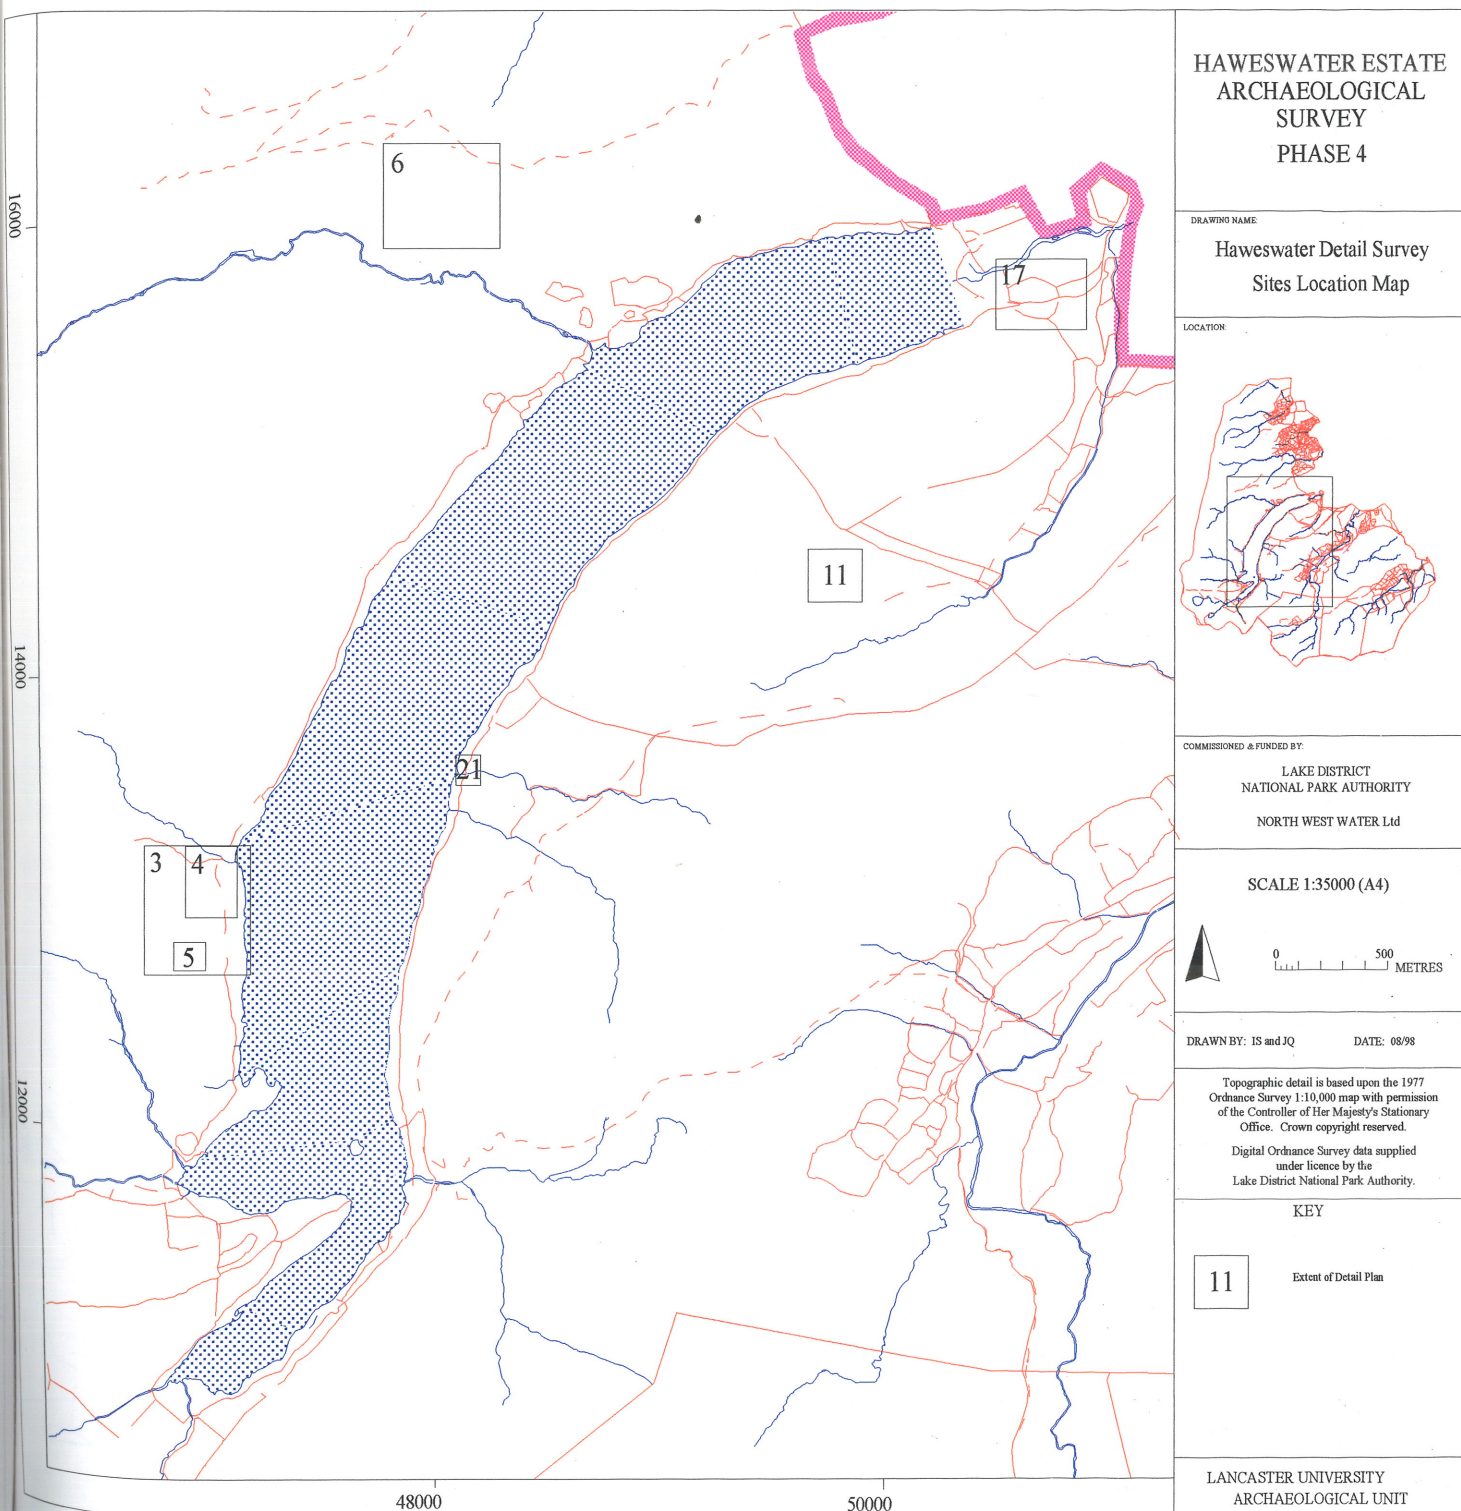 6
17
11
21
3
4
5
16000
14000
12000
48000
50000
HAWESWATER ESTATE
ARCHAEOLOGICAL
SURVEY
PHASE 4
DRAWING NAME:
Haweswater Detail Survey
Sites Location Map
LOCATION:
COMMISSIONED & FUNDED BY:
LAKE DISTRICT
NATIONAL PARK AUTHORITY
NORTH WEST WATER Ltd
SCALE 1:35000 (A4)
0 500
METRES
DRAWN BY: IS and JQ DATE: 08/98
Topographic detail is based upon the 1977
Ordnance Survey 1:10,000 map with permission
of the Controller of Her Majesty's Stationary
Office. Crown copyright reserved.
Digital Ordnance Survey data supplied
under licence by the
Lake District National Park Authority.
KEY
11
Extent of Detail Plan
LANCASTER UNIVERSITY
ARCHAEOLOGICAL UNIT